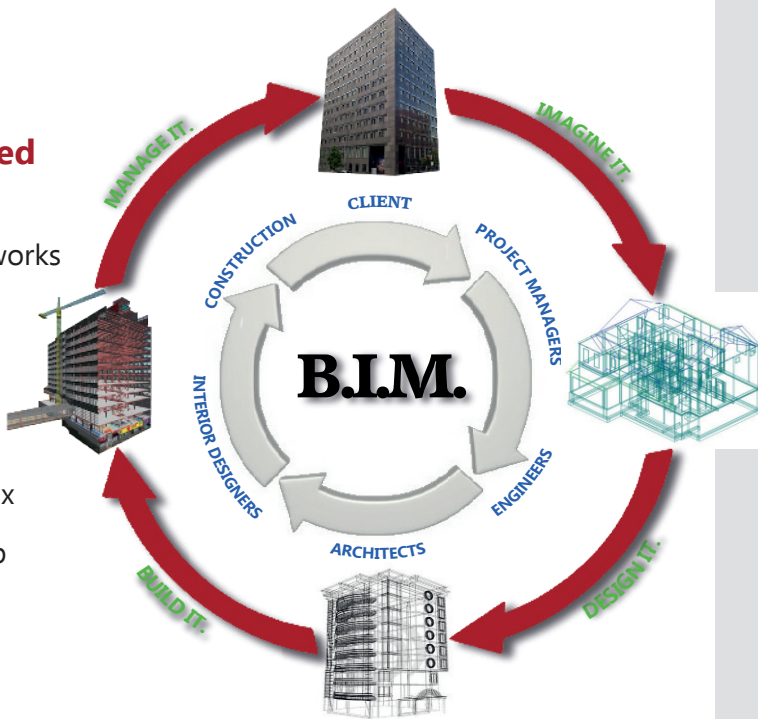 ed
works
x
MANAGE IT.
IMAGINE IT.
CLIENT
CONSTRUCTION
PROJECT MANAGERS
B.I.M.
INTERIOR DESIGNERS
ENGINEERS
ARCHITECTS
BUILD IT.
DESIGN IT.